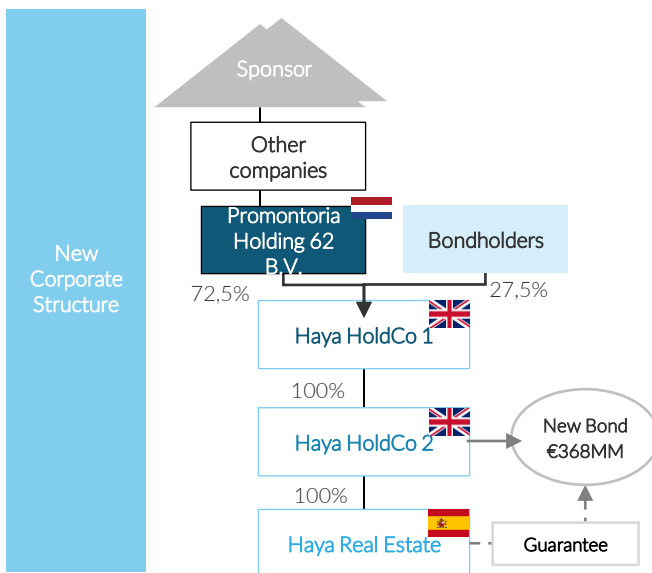 Sponsor
Other
companies
Promontoria
Holding 62
B.V.
Bondholders
New
Corporate
Structure
72,5%
27,5%
Haya HoldCo 1
100%
Haya HoldCo 2
New Bond
€368MM
100%
Haya Real Estate
Guarantee